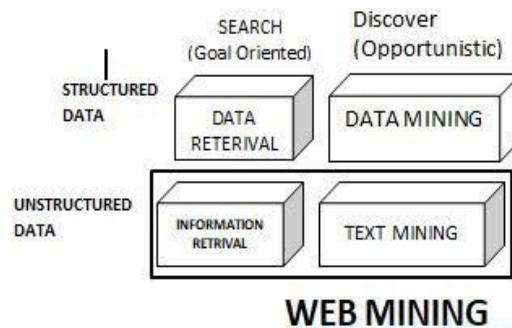 SEARCH
(Goal Oriented)
Discover
(Opportunistic)
STRUCTURED
DATA
DATA
RETERIVAL
DATA MINING
UNSTRUCTURED
DATA
INFORMATION
RETRIVAL
TEXT MINING
WEB MINING